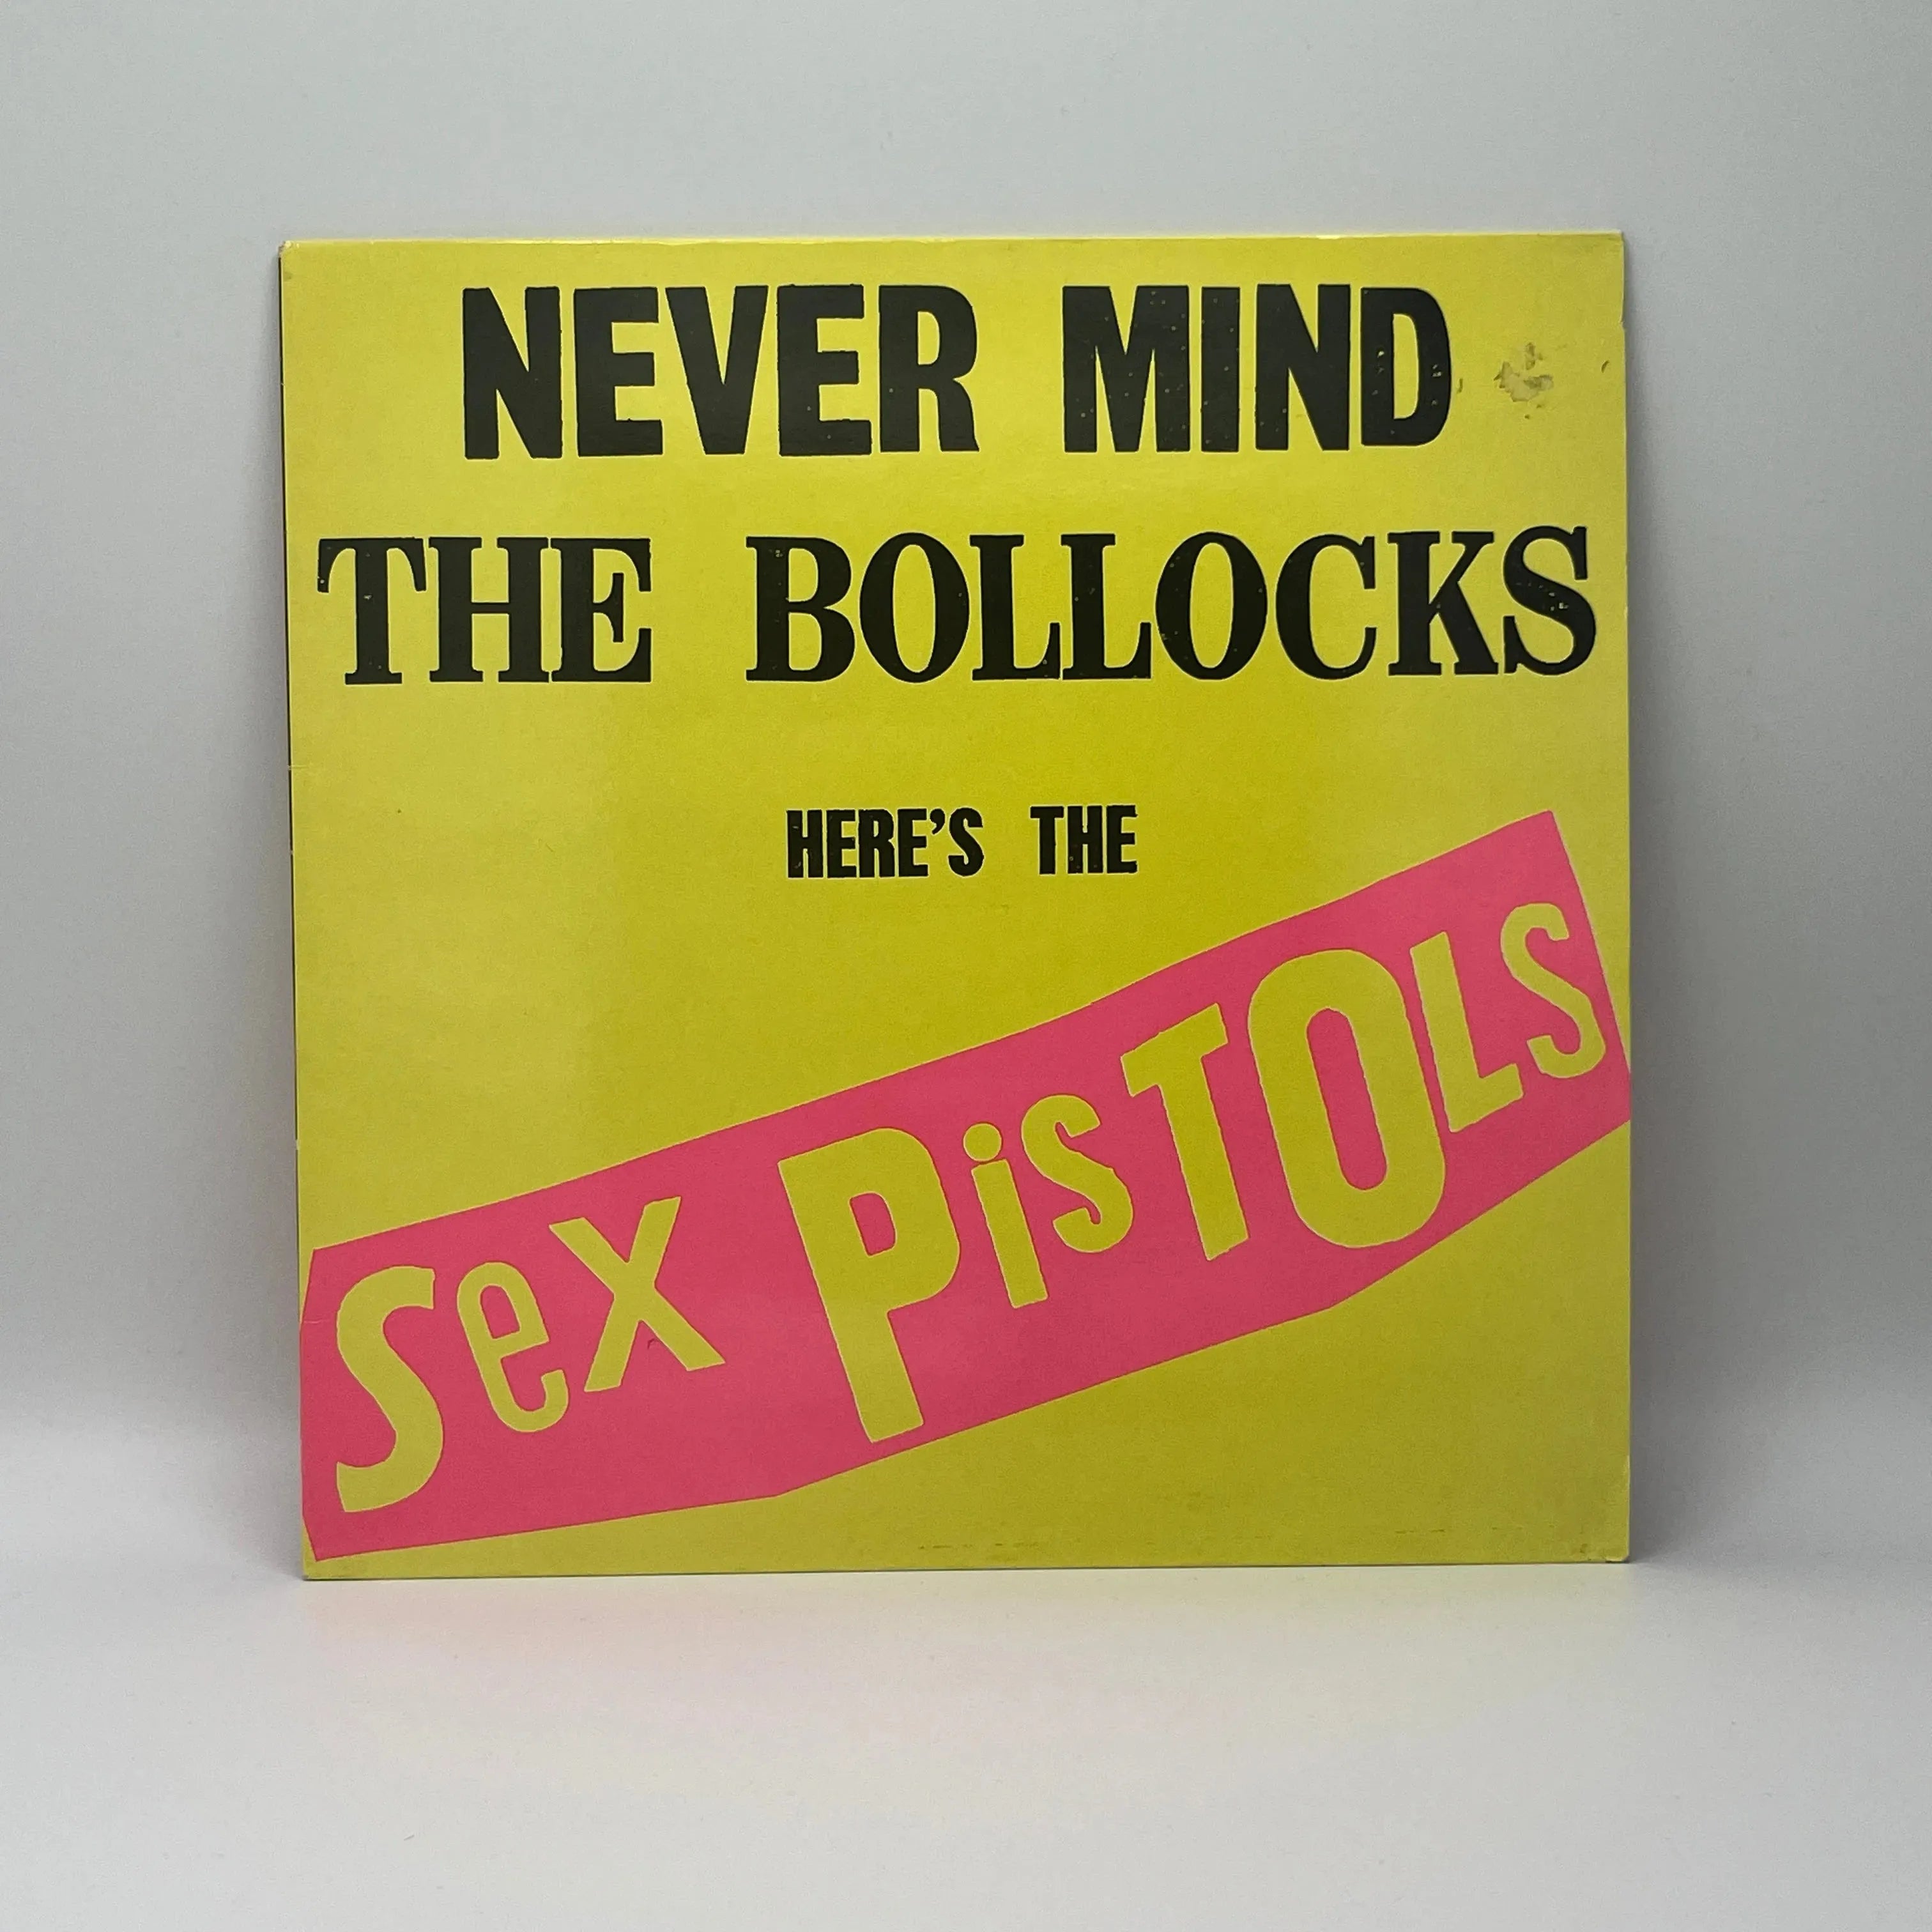 NEVER MIND
THE BOLLOCKS
HERE'S THE
Sex PiSTOLS